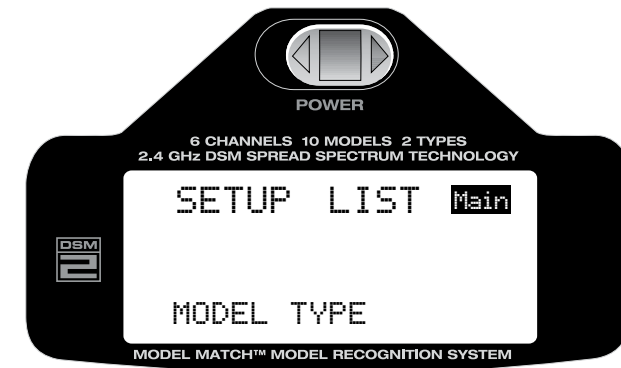 POWER
6 CHANNELS 10 MODELS 2 TYPES
2.4 GHz DSM SPREAD SPECTRUM TECHNOLOGY
SETUP LIST Main
DSM
2
MODEL TYPE
MODEL MATCH™ MODEL RECOGNITION SYSTEM